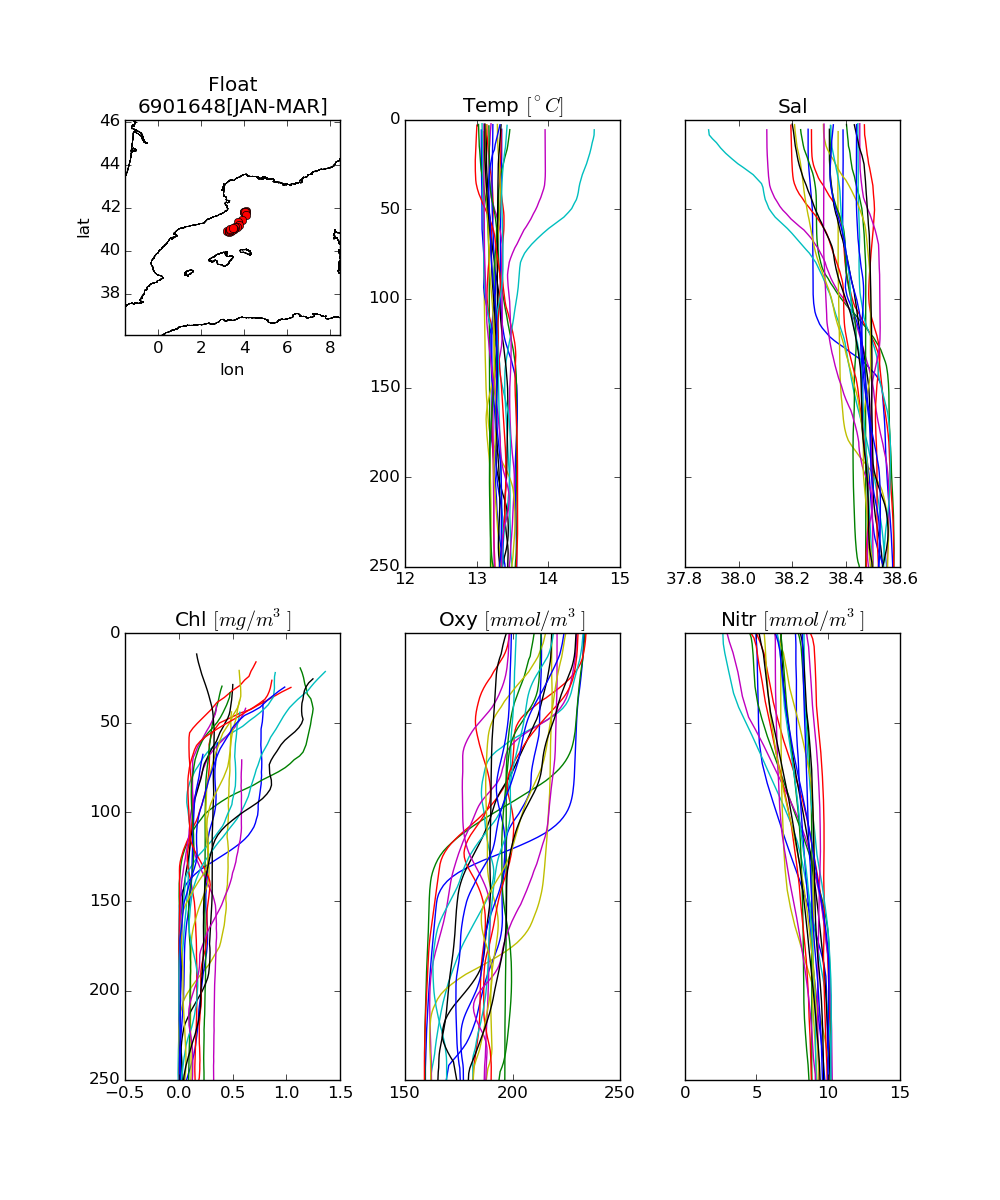 Float
6901648[JAN-MAR]
46
44
42
40
38
lat
0 2 4 6 8
lon
Temp [°C]
0
50
100
150
200
250
12 13 14 15
Sal
37.8 38.0 38.2 38.4 38.6
Chl [mg/m³]
0
50
100
150
200
250
−0.5 0.0 0.5 1.0 1.5
Oxy [mmol/m³]
150 200 250
Nitr [mmol/m³]
0 5 10 15